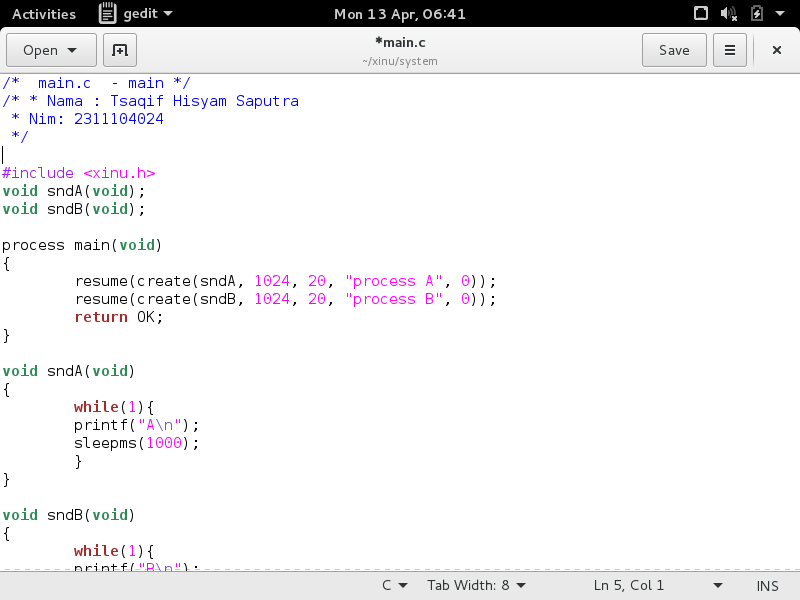 Activities gedit Mon 13 Apr, 06:41
Open *main.c Save
~/xinu/system
/*  main.c  - main */
/* * Nama : Tsaqif Hisyam Saputra
 * Nim: 2311104024
 */
#include <xinu.h>
void sndA(void);
void sndB(void);
process main(void)
{
        resume(create(sndA, 1024, 20, "process A", 0));
        resume(create(sndB, 1024, 20, "process B", 0));
        return OK;
}
void sndA(void)
{
        while(1){
        printf("A\n");
        sleepms(1000);
        }
}
void sndB(void)
{
        while(1){
        printf("B\n");
C Tab Width: 8 Ln 5, Col 1 INS